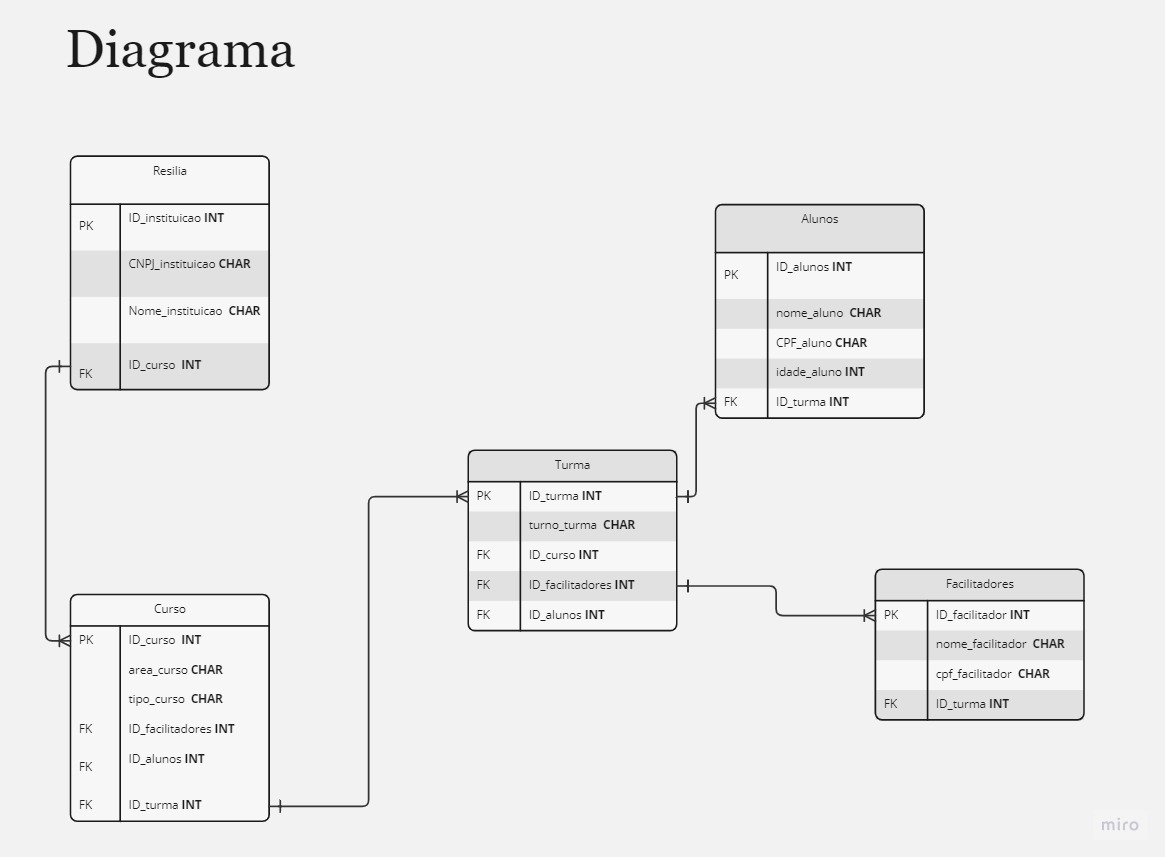 Diagrama
Resilia
PK ID_instituicao INT
CNPJ_instituicao CHAR
Nome_instituicao CHAR
FK ID_curso INT
Alunos
PK ID_alunos INT
nome_aluno CHAR
CPF_aluno CHAR
idade_aluno INT
FK ID_turma INT
Turma
PK ID_turma INT
turno_turma CHAR
FK ID_curso INT
FK ID_facilitadores INT
FK ID_alunos INT
Facilitadores
PK ID_facilitador INT
nome_facilitador CHAR
cpf_facilitador CHAR
FK ID_turma INT
Curso
PK ID_curso INT
area_curso CHAR
tipo_curso CHAR
FK ID_facilitadores INT
FK ID_alunos INT
FK ID_turma INT
miro